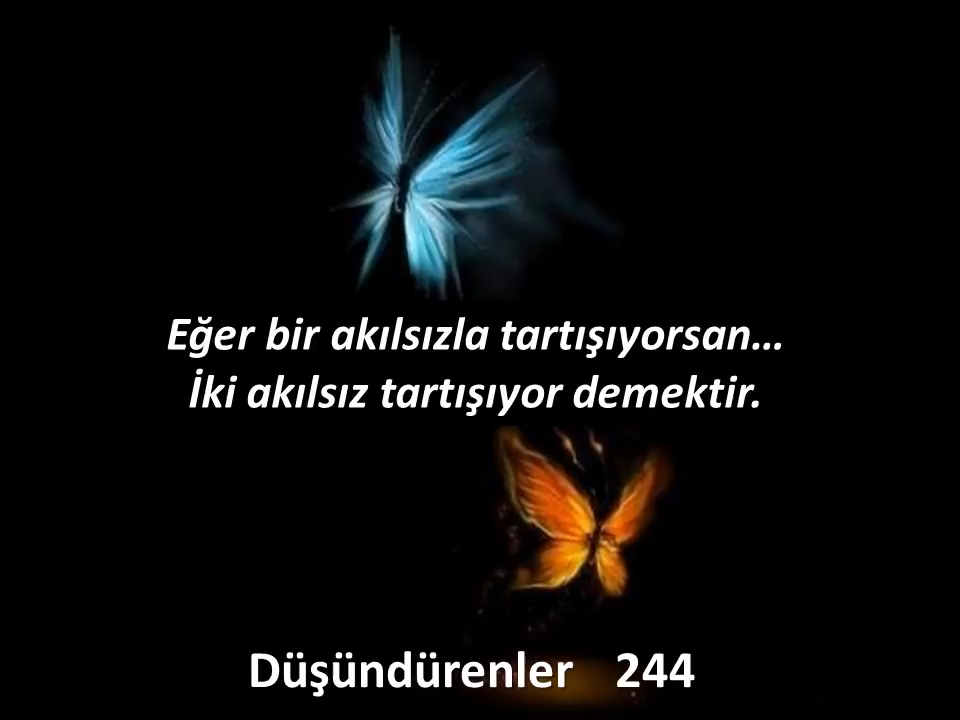 Eğer bir akılsızla tartışıyorsan…
İki akılsız tartışıyor demektir.
Düşündürenler 244